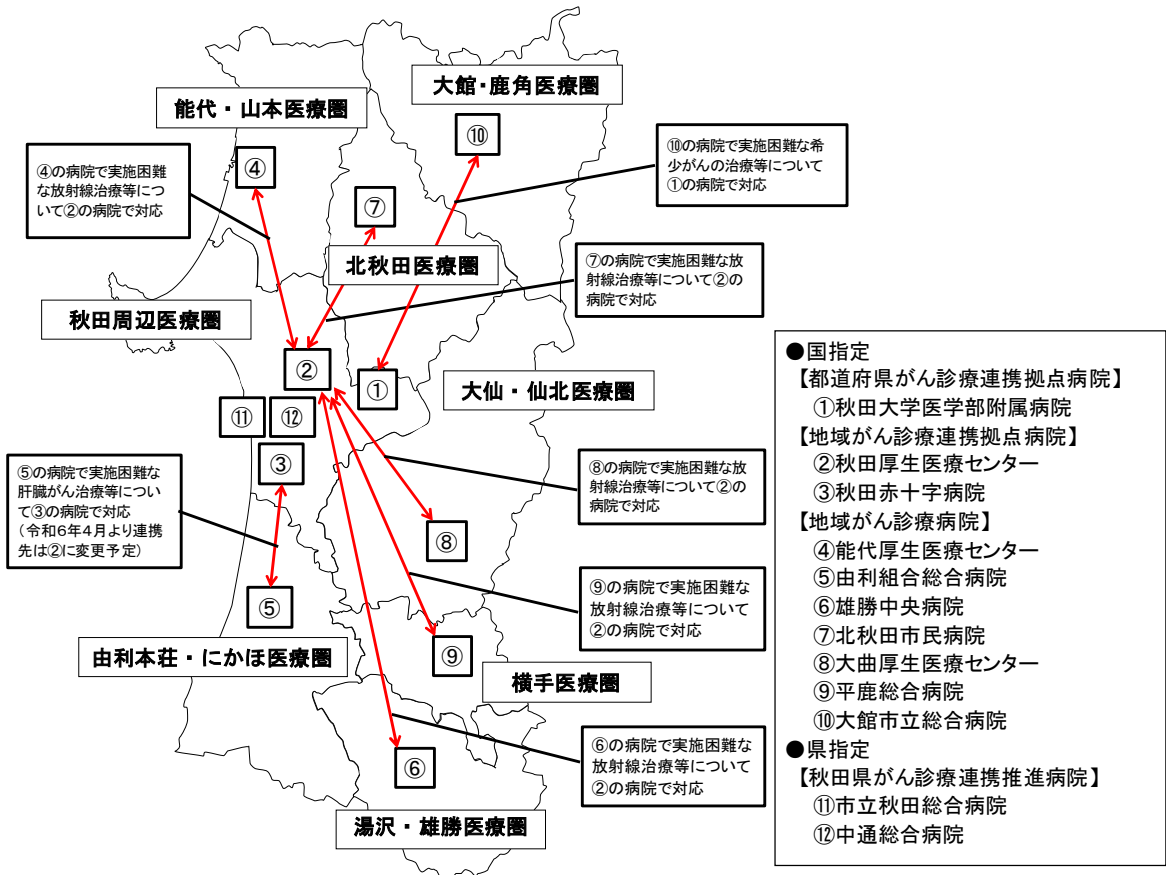 大館・鹿角医療圏
能代・山本医療圏
⑩
⑩の病院で実施困難な希
少がんの治療等について
①の病院で対応
④の病院で実施困難
な放射線治療等につ
いて②の病院で対応
④
⑦
北秋田医療圏
⑦の病院で実施困難な放
射線治療等について②の
病院で対応
秋田周辺医療圏
②
①
大仙・仙北医療圏
⑪
⑫
③
⑤の病院で実施困難な
肝臓がん治療等につい
て③の病院で対応
(令和6年4月より連携
先は②に変更予定)
⑧の病院で実施困難な放
射線治療等について②の
病院で対応
⑧
⑤
⑨の病院で実施困難な
放射線治療等について
②の病院で対応
由利本荘・にかほ医療圏
⑨
横手医療圏
⑥
⑥の病院で実施困難な
放射線治療等について
②の病院で対応
湯沢・雄勝医療圏
●国指定
【都道府県がん診療連携拠点病院】
①秋田大学医学部附属病院
【地域がん診療連携拠点病院】
②秋田厚生医療センター
③秋田赤十字病院
【地域がん診療病院】
④能代厚生医療センター
⑤由利組合総合病院
⑥雄勝中央病院
⑦北秋田市民病院
⑧大曲厚生医療センター
⑨平鹿総合病院
⑩大館市立総合病院
●県指定
【秋田県がん診療連携推進病院】
⑪市立秋田総合病院
⑫中通総合病院